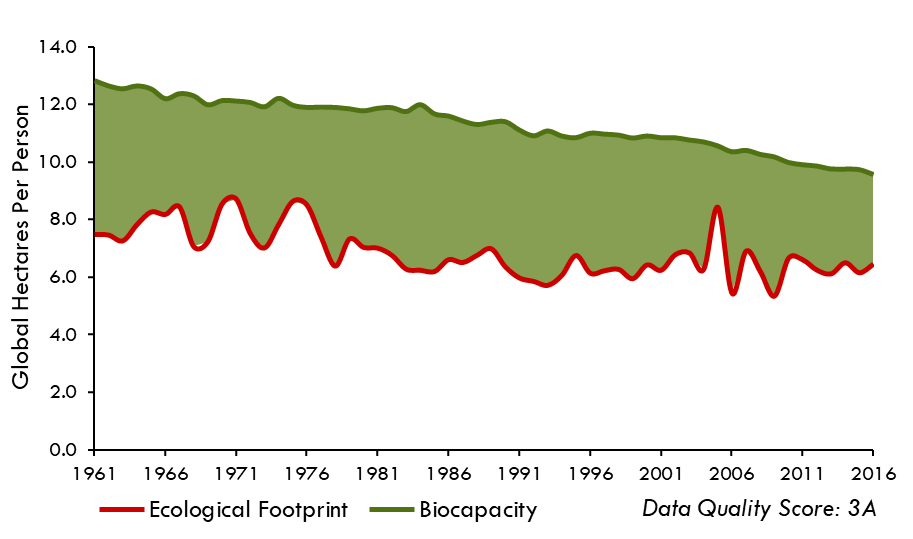 Global Hectares Per Person
14.0
12.0
10.0
8.0
6.0
4.0
2.0
0.0
1961 1966 1971 1976 1981 1986 1991 1996 2001 2006 2011 2016
Ecological Footprint Biocapacity Data Quality Score: 3A